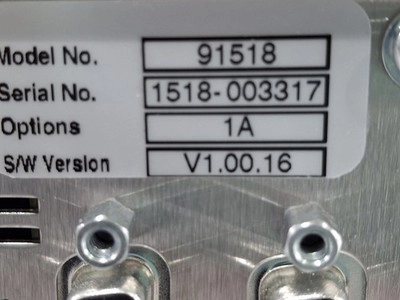 Model No. 91518
Serial No. 1518-003317
Options 1A
S/W Version V1.00.16